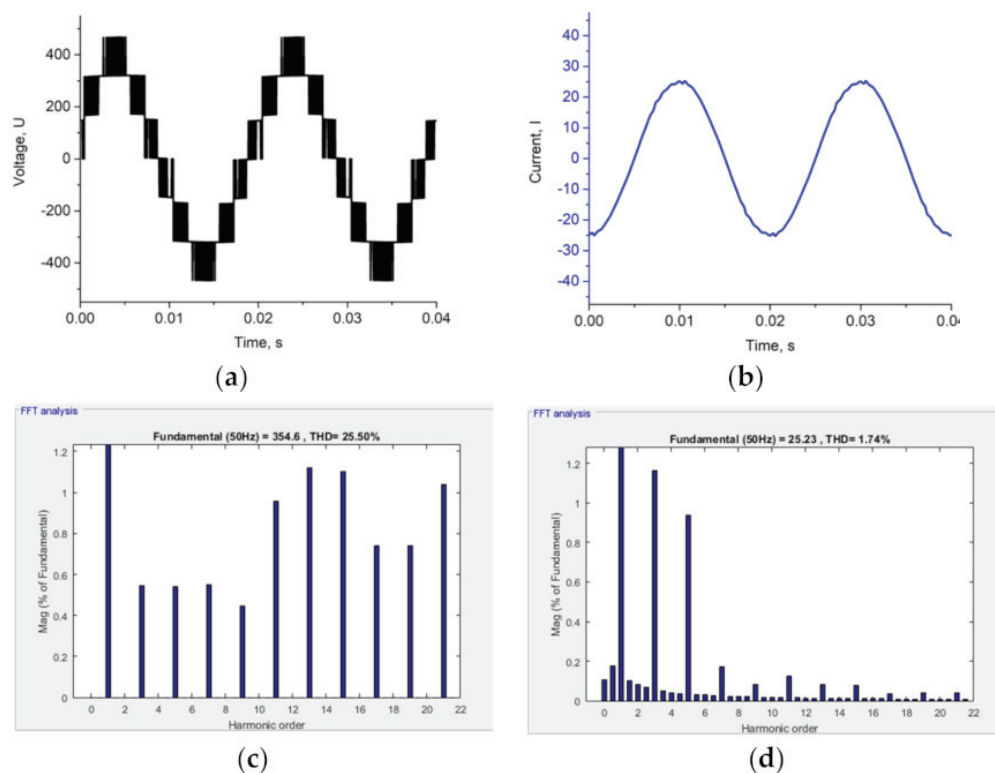 400
200
0
-200
-400
Voltage, U
0.00 0.01 0.02 0.03 0.04
Time, s
(a)
40
30
20
10
0
-10
-20
-30
-40
Current, I
0.00 0.01 0.02 0.03 0.0
Time, s
(b)
FFT analysis
Fundamental (50Hz) = 354.6 , THD= 25.50%
1.2
1
0.8
0.6
0.4
0.2
0
Mag (% of Fundamental)
0 2 4 6 8 10 12 14 16 18 20 22
Harmonic order
(c)
FFT analysis
Fundamental (50Hz) = 25.23 , THD= 1.74%
1.2
1
0.8
0.6
0.4
0.2
0
Mag (% of Fundamental)
0 2 4 6 8 10 12 14 16 18 20 22
Harmonic order
(d)